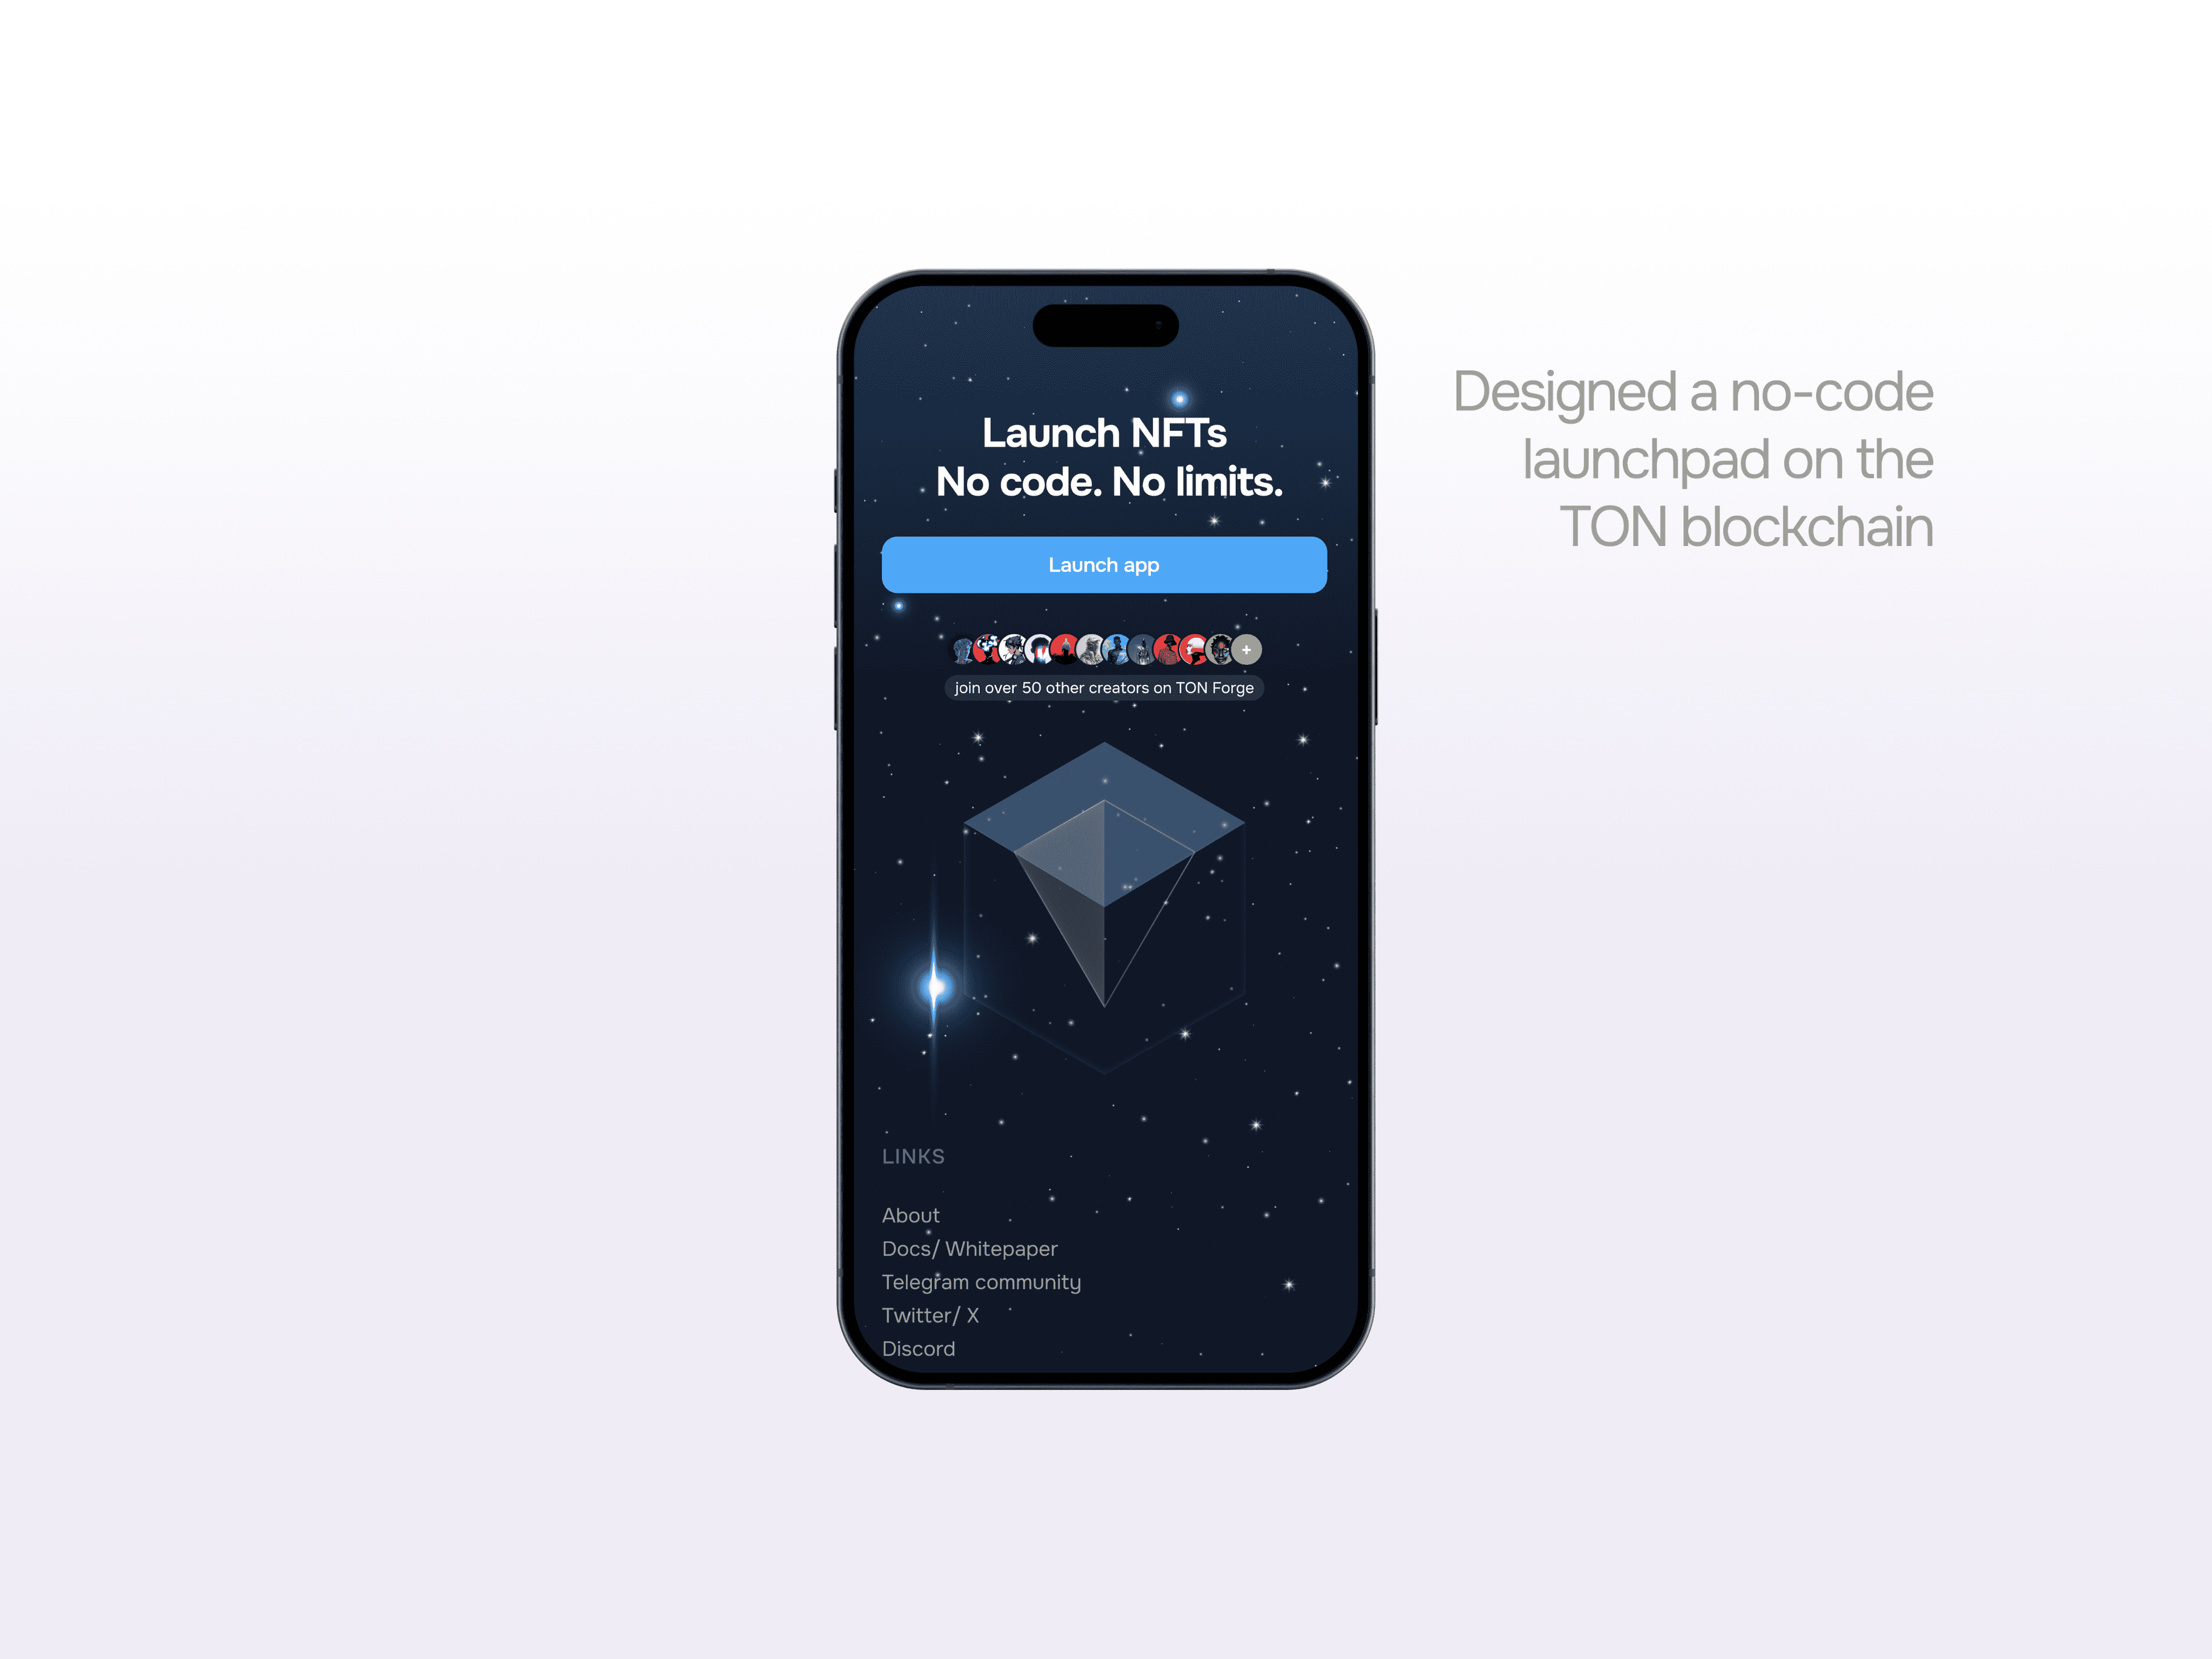 Launch NFTs
No code. No limits.
Launch app
+
join over 50 other creators on TON Forge
LINKS
About
Docs/ Whitepaper
Telegram community
Twitter/ X
Discord
Designed a no-code
launchpad on the
TON blockchain